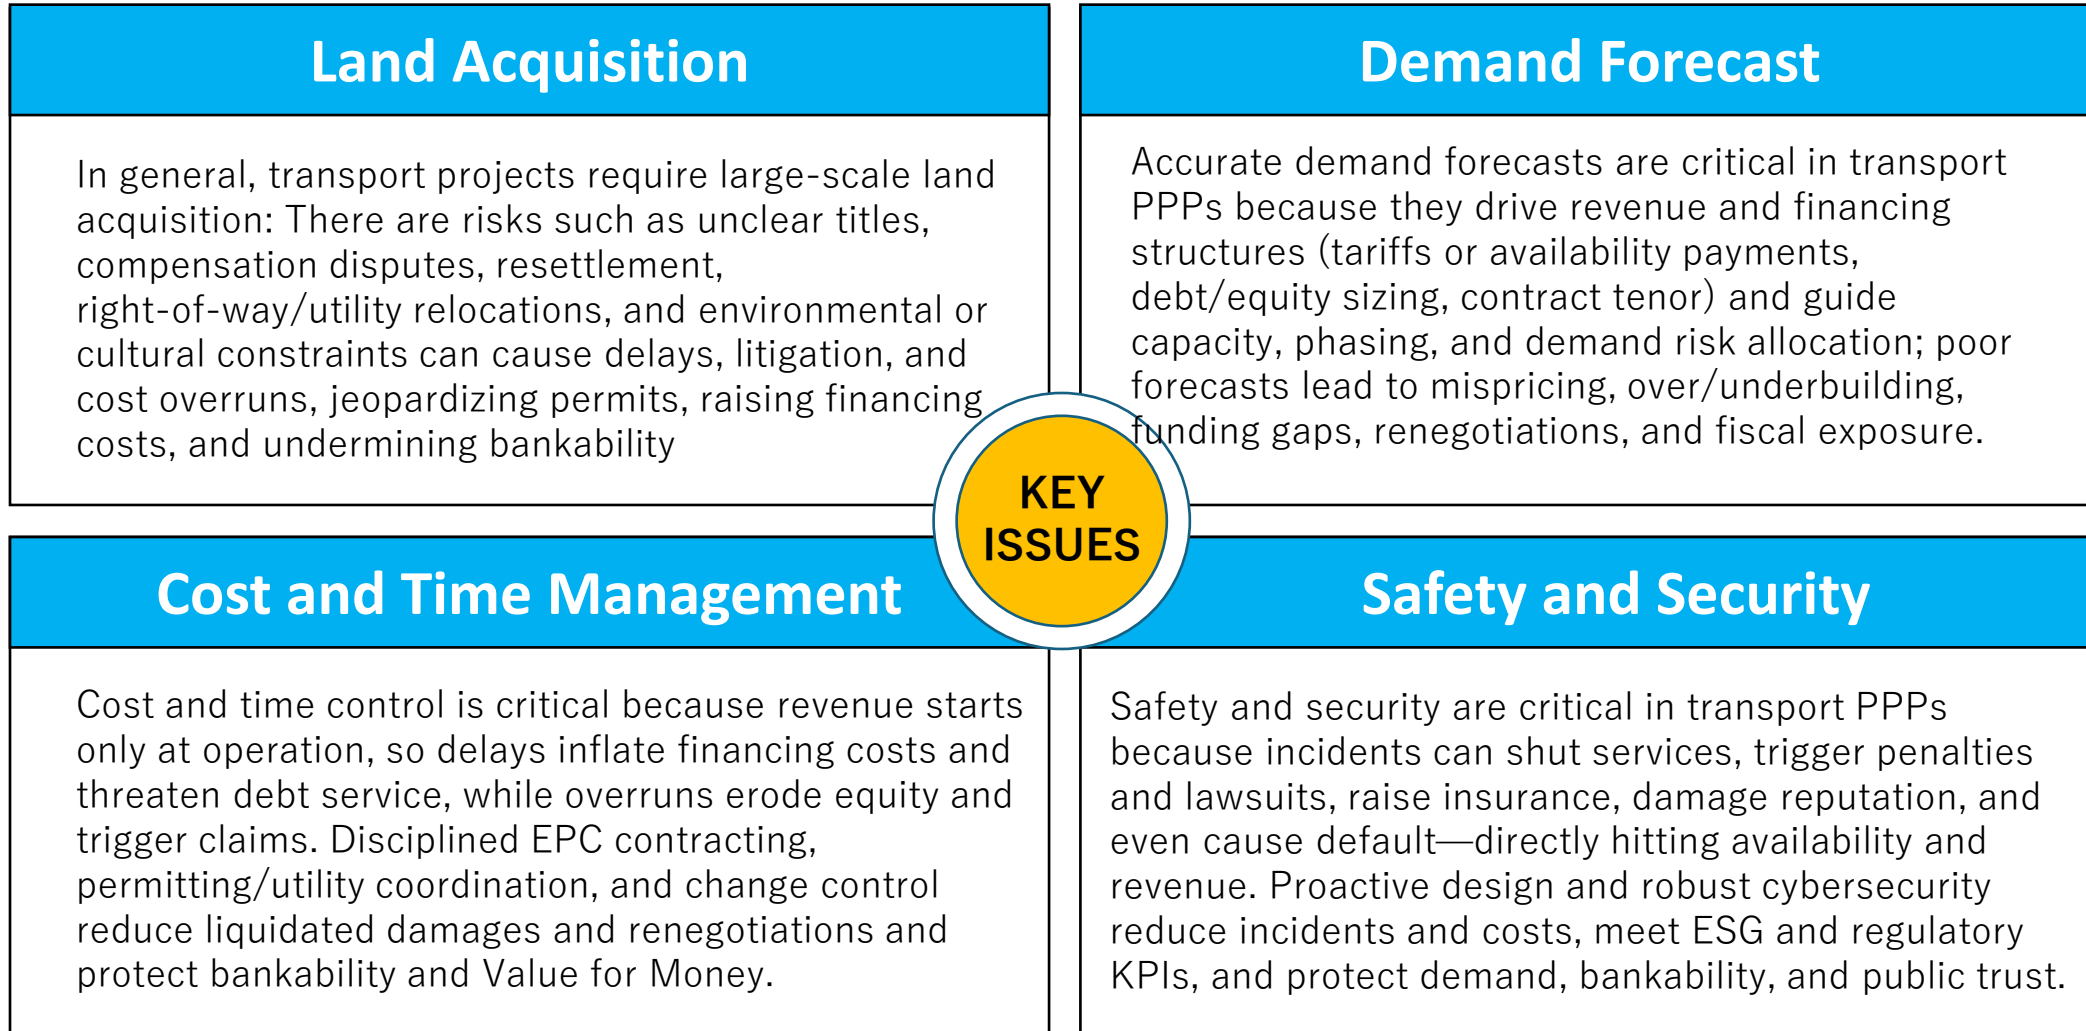 Land Acquisition
In general, transport projects require large-scale land
acquisition: There are risks such as unclear titles,
compensation disputes, resettlement,
right-of-way/utility relocations, and environmental or
cultural constraints can cause delays, litigation, and
cost overruns, jeopardizing permits, raising financing
costs, and undermining bankability
Demand Forecast
Accurate demand forecasts are critical in transport
PPPs because they drive revenue and financing
structures (tariffs or availability payments,
debt/equity sizing, contract tenor) and guide
capacity, phasing, and demand risk allocation; poor
forecasts lead to mispricing, over/underbuilding,
funding gaps, renegotiations, and fiscal exposure.
KEY
ISSUES
Cost and Time Management
Cost and time control is critical because revenue starts
only at operation, so delays inflate financing costs and
threaten debt service, while overruns erode equity and
trigger claims. Disciplined EPC contracting,
permitting/utility coordination, and change control
reduce liquidated damages and renegotiations and
protect bankability and Value for Money.
Safety and Security
Safety and security are critical in transport PPPs
because incidents can shut services, trigger penalties
and lawsuits, raise insurance, damage reputation, and
even cause default—directly hitting availability and
revenue. Proactive design and robust cybersecurity
reduce incidents and costs, meet ESG and regulatory
KPIs, and protect demand, bankability, and public trust.